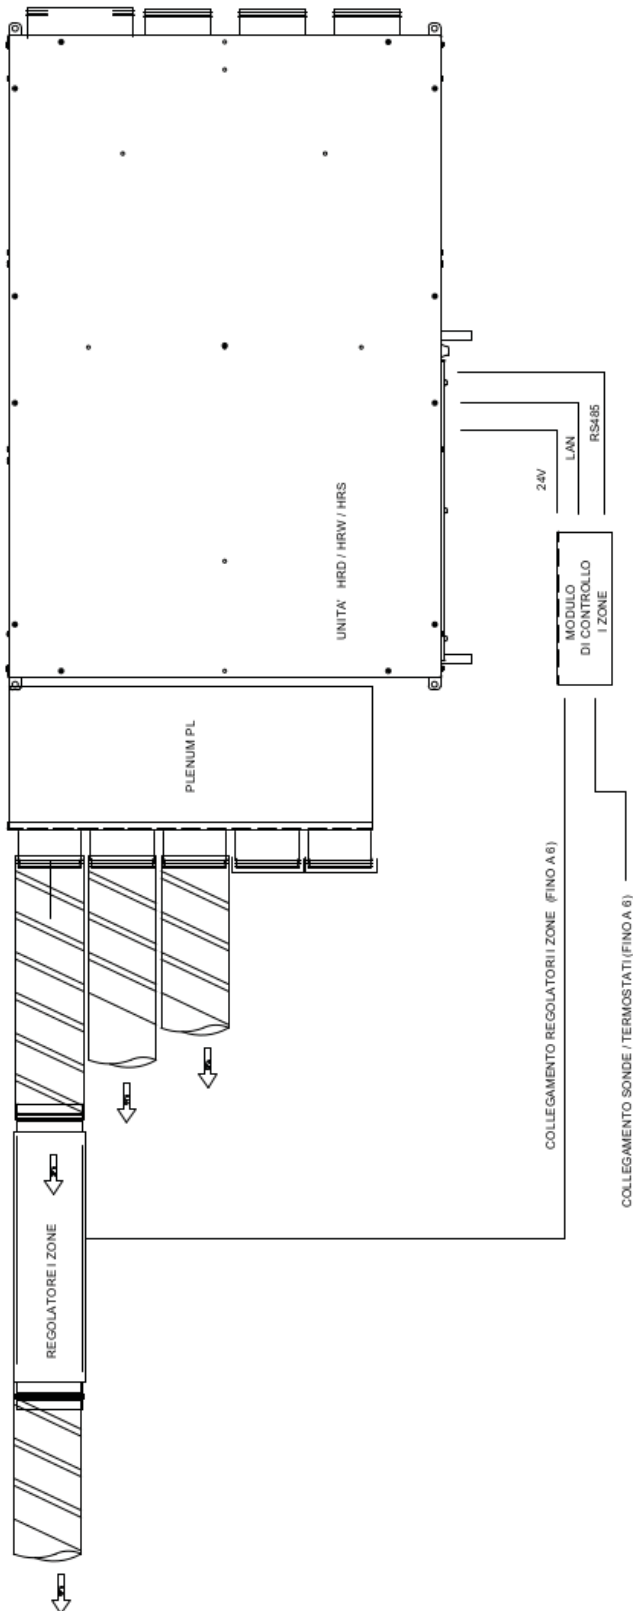 UNITA' HRD / HRW / HRS
24V
LAN
RS485
MODULO
DI CONTROLLO
I ZONE
PLENUM PL
COLLEGAMENTO REGOLATORI I ZONE (FINO A 6)
COLLEGAMENTO SONDE / TERMOSTATI (FINO A 6)
REGOLATORE I ZONE